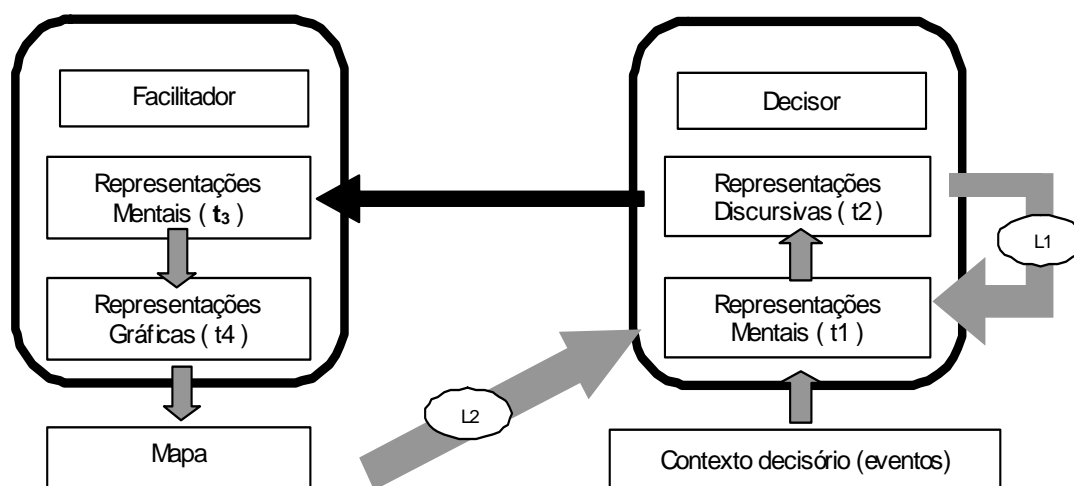 Facilitador
Representações
Mentais ( t₃ )
Representações
Gráficas ( t4 )
Mapa
Decisor
Representações
Discursivas ( t2 )
L1
Representações
Mentais ( t1 )
L2
Contexto decisório (eventos)